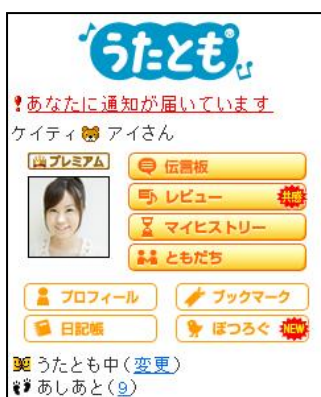 うたとも
あなたに通知が届いています
ケイティ アイさん
プレミアム
伝言板
レビュー 共感
マイヒストリー
ともだち
プロフィール ブックマーク
日記帳 ぽつろぐ NEW
うたとも中(変更)
あしあと(9)